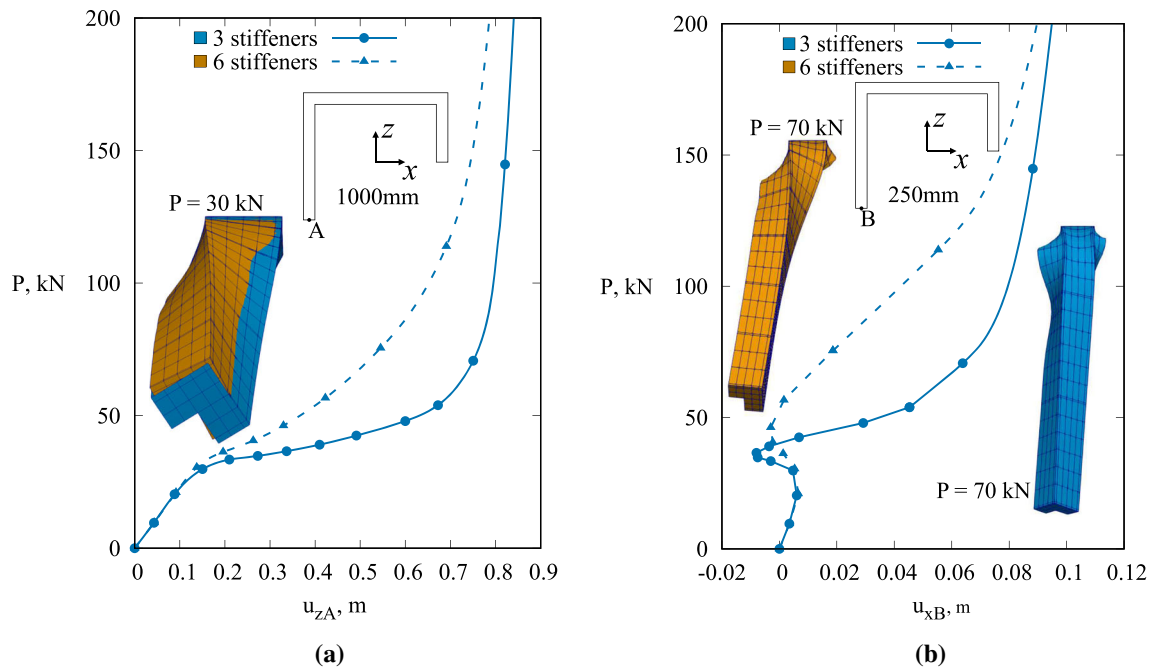 200
150
100
50
0
P, kN
3 stiffeners
6 stiffeners
z
x
1000mm
A
P = 30 kN
0 0.1 0.2 0.3 0.4 0.5 0.6 0.7 0.8 0.9
u_zA, m
(a)
200
150
100
50
0
P, kN
3 stiffeners
6 stiffeners
P = 70 kN
z
x
250mm
B
P = 70 kN
-0.02 0 0.02 0.04 0.06 0.08 0.1 0.12
u_xB, m
(b)